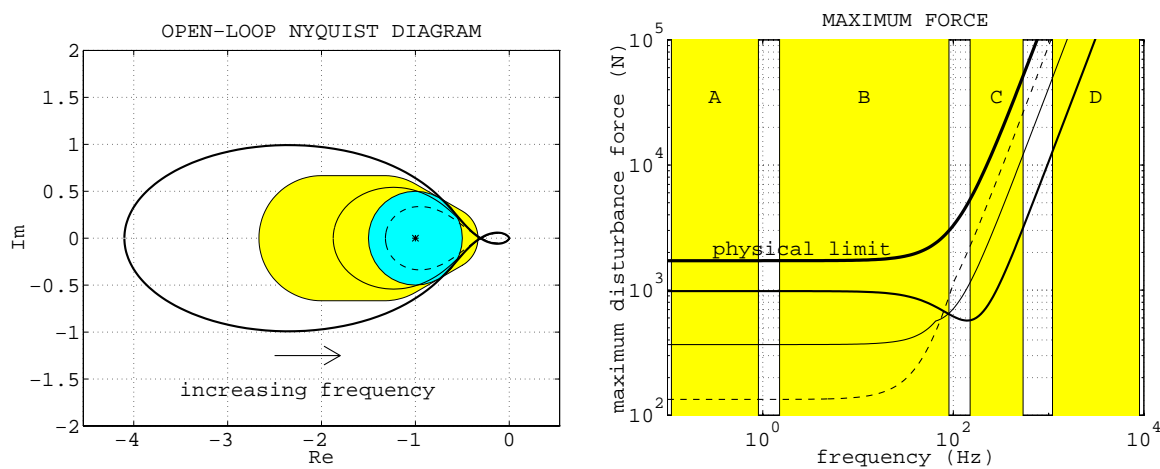 OPEN-LOOP NYQUIST DIAGRAM
2
1.5
1
0.5
0
-0.5
-1
-1.5
-2
Im
increasing frequency
-4
-3
-2
-1
0
Re
MAXIMUM FORCE
10^5
10^4
10^3
10^2
maximum disturbance force (N)
A
B
C
D
physical limit
10^0
10^2
10^4
frequency (Hz)